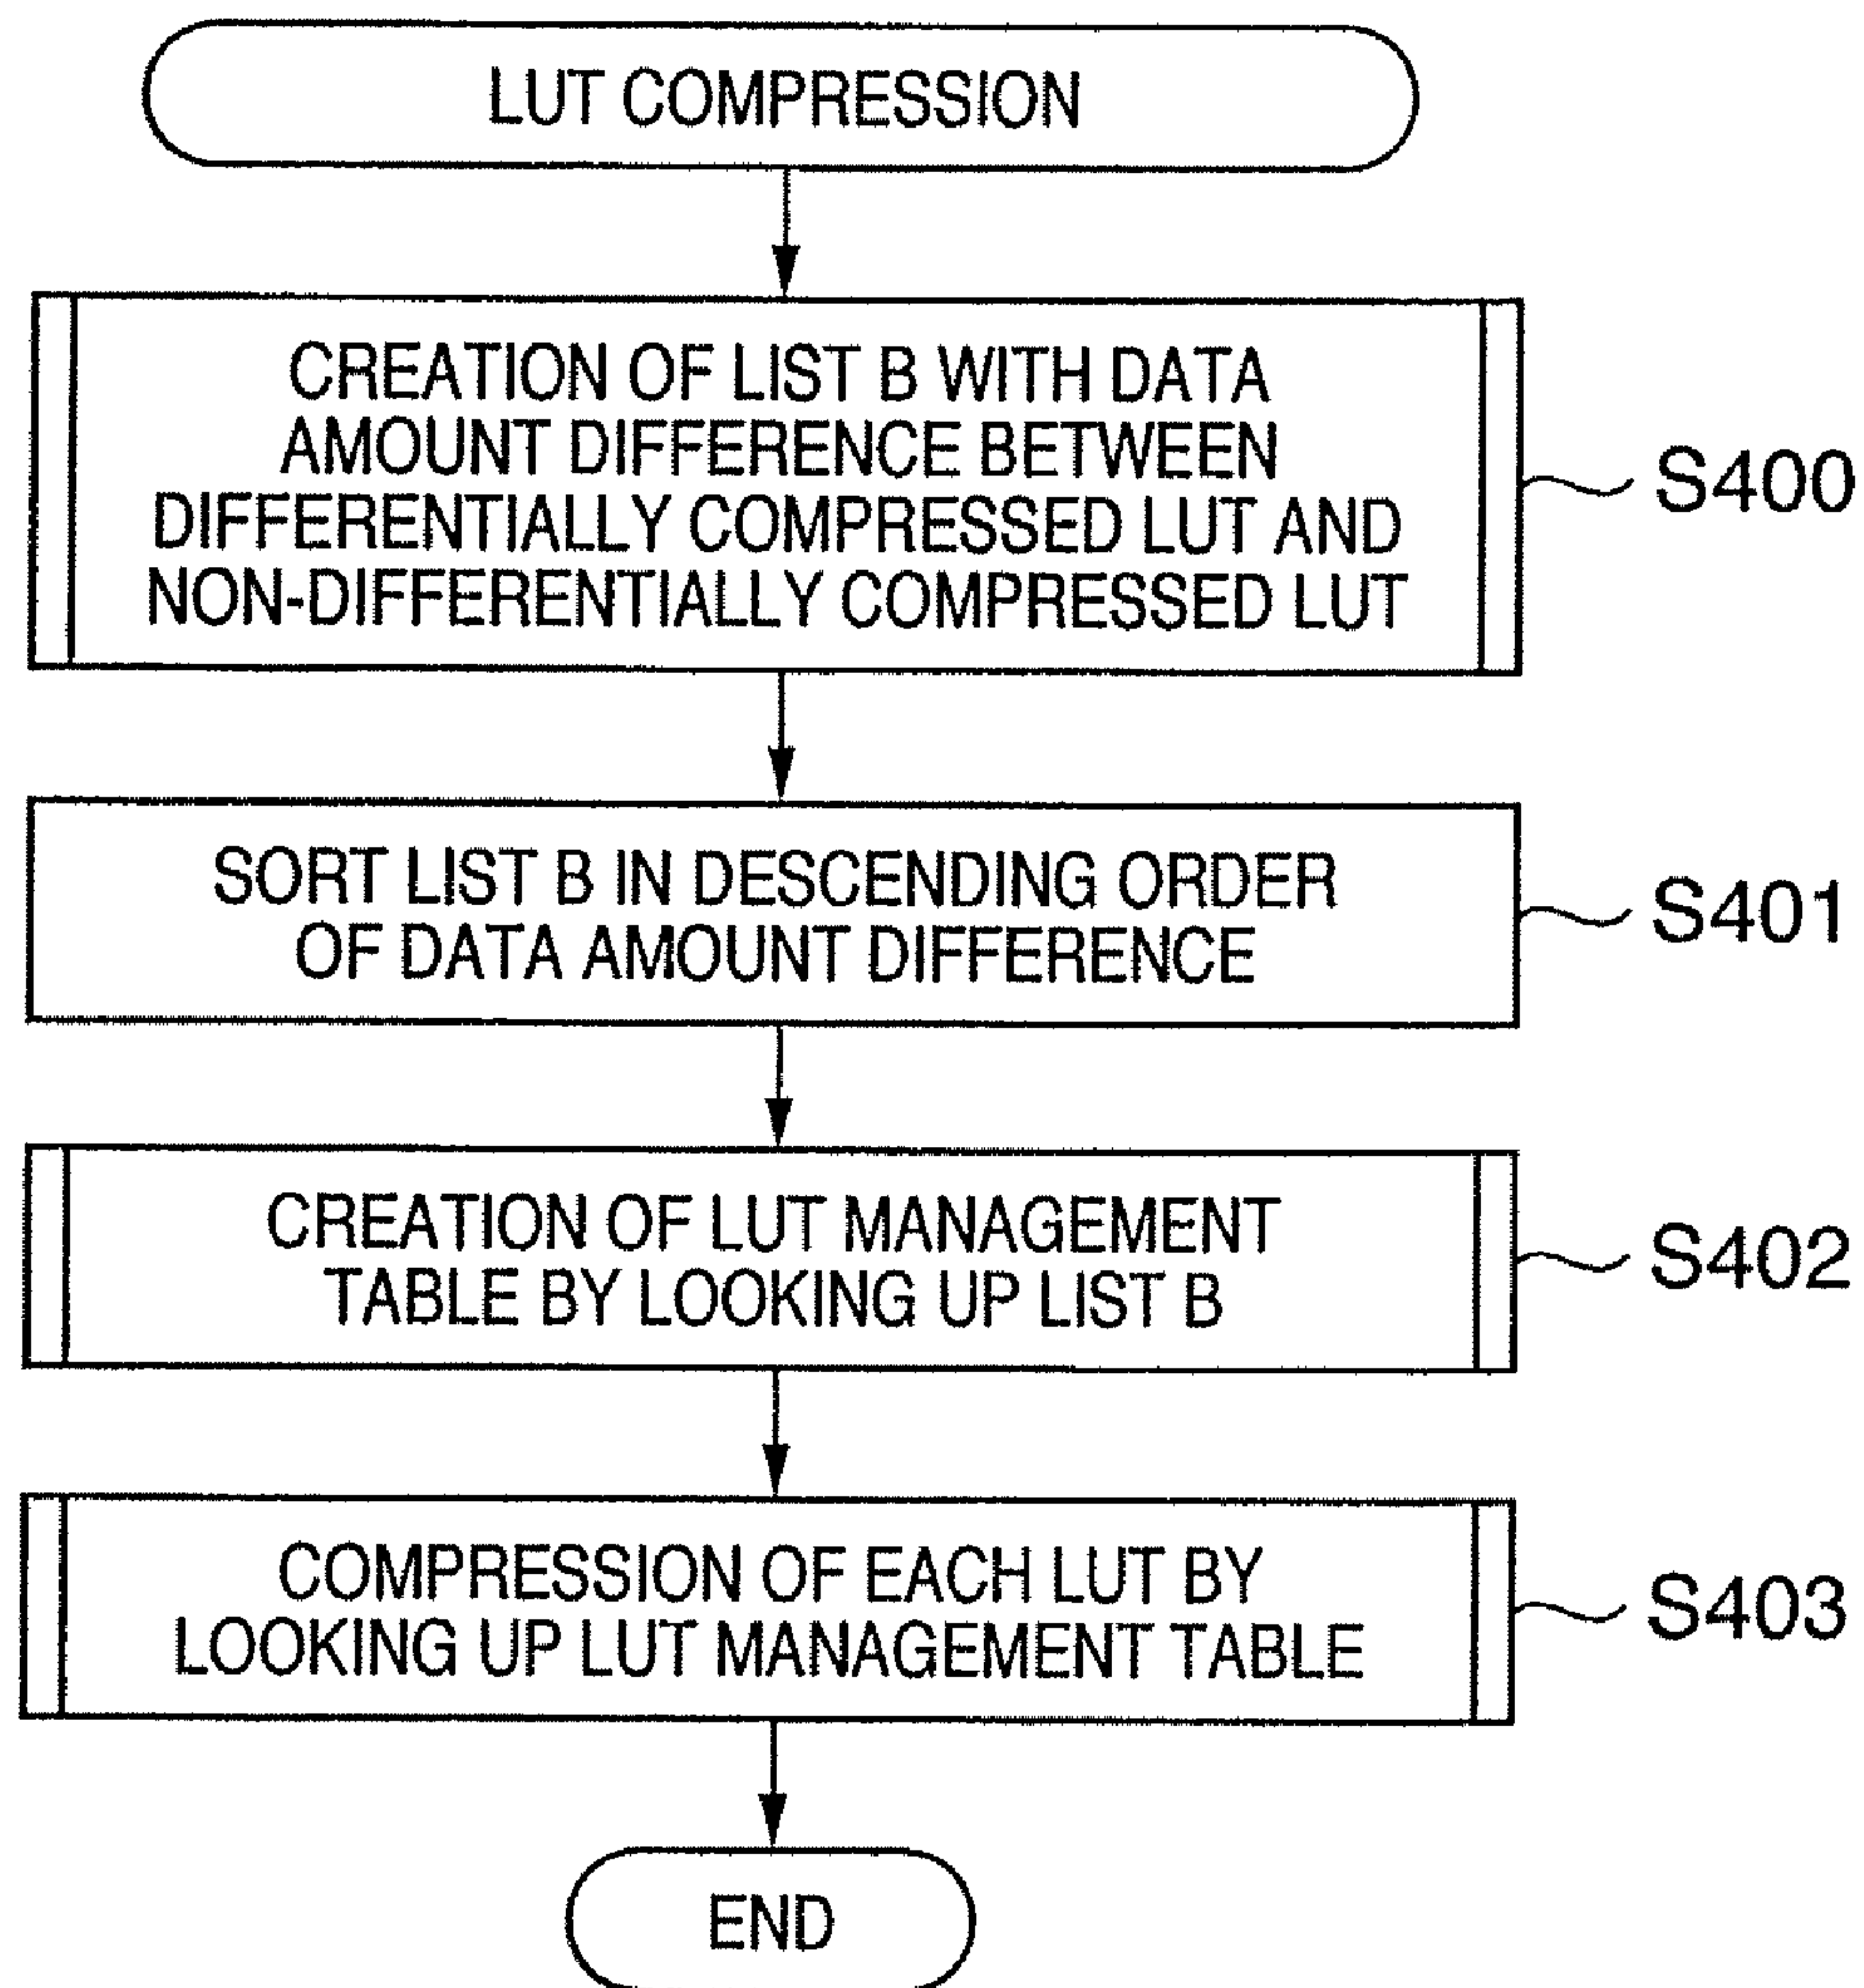 LUT COMPRESSION
CREATION OF LIST B WITH DATA
AMOUNT DIFFERENCE BETWEEN
DIFFERENTIALLY COMPRESSED LUT AND
NON-DIFFERENTIALLY COMPRESSED LUT
S400
SORT LIST B IN DESCENDING ORDER
OF DATA AMOUNT DIFFERENCE
S401
CREATION OF LUT MANAGEMENT
TABLE BY LOOKING UP LIST B
S402
COMPRESSION OF EACH LUT BY
LOOKING UP LUT MANAGEMENT TABLE
S403
END